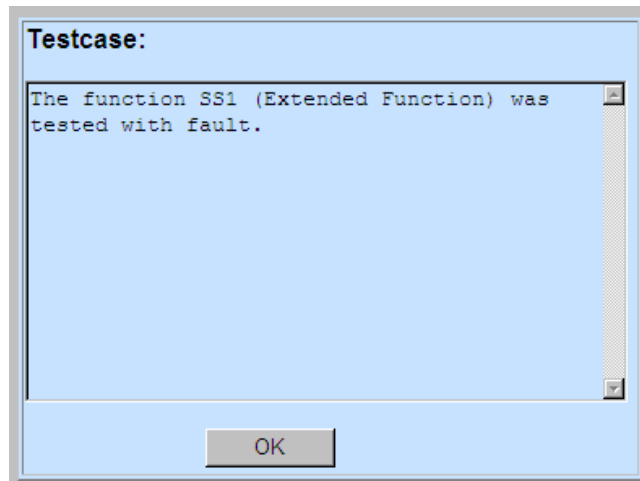 Testcase:
The function SS1 (Extended Function) was
tested with fault.
OK